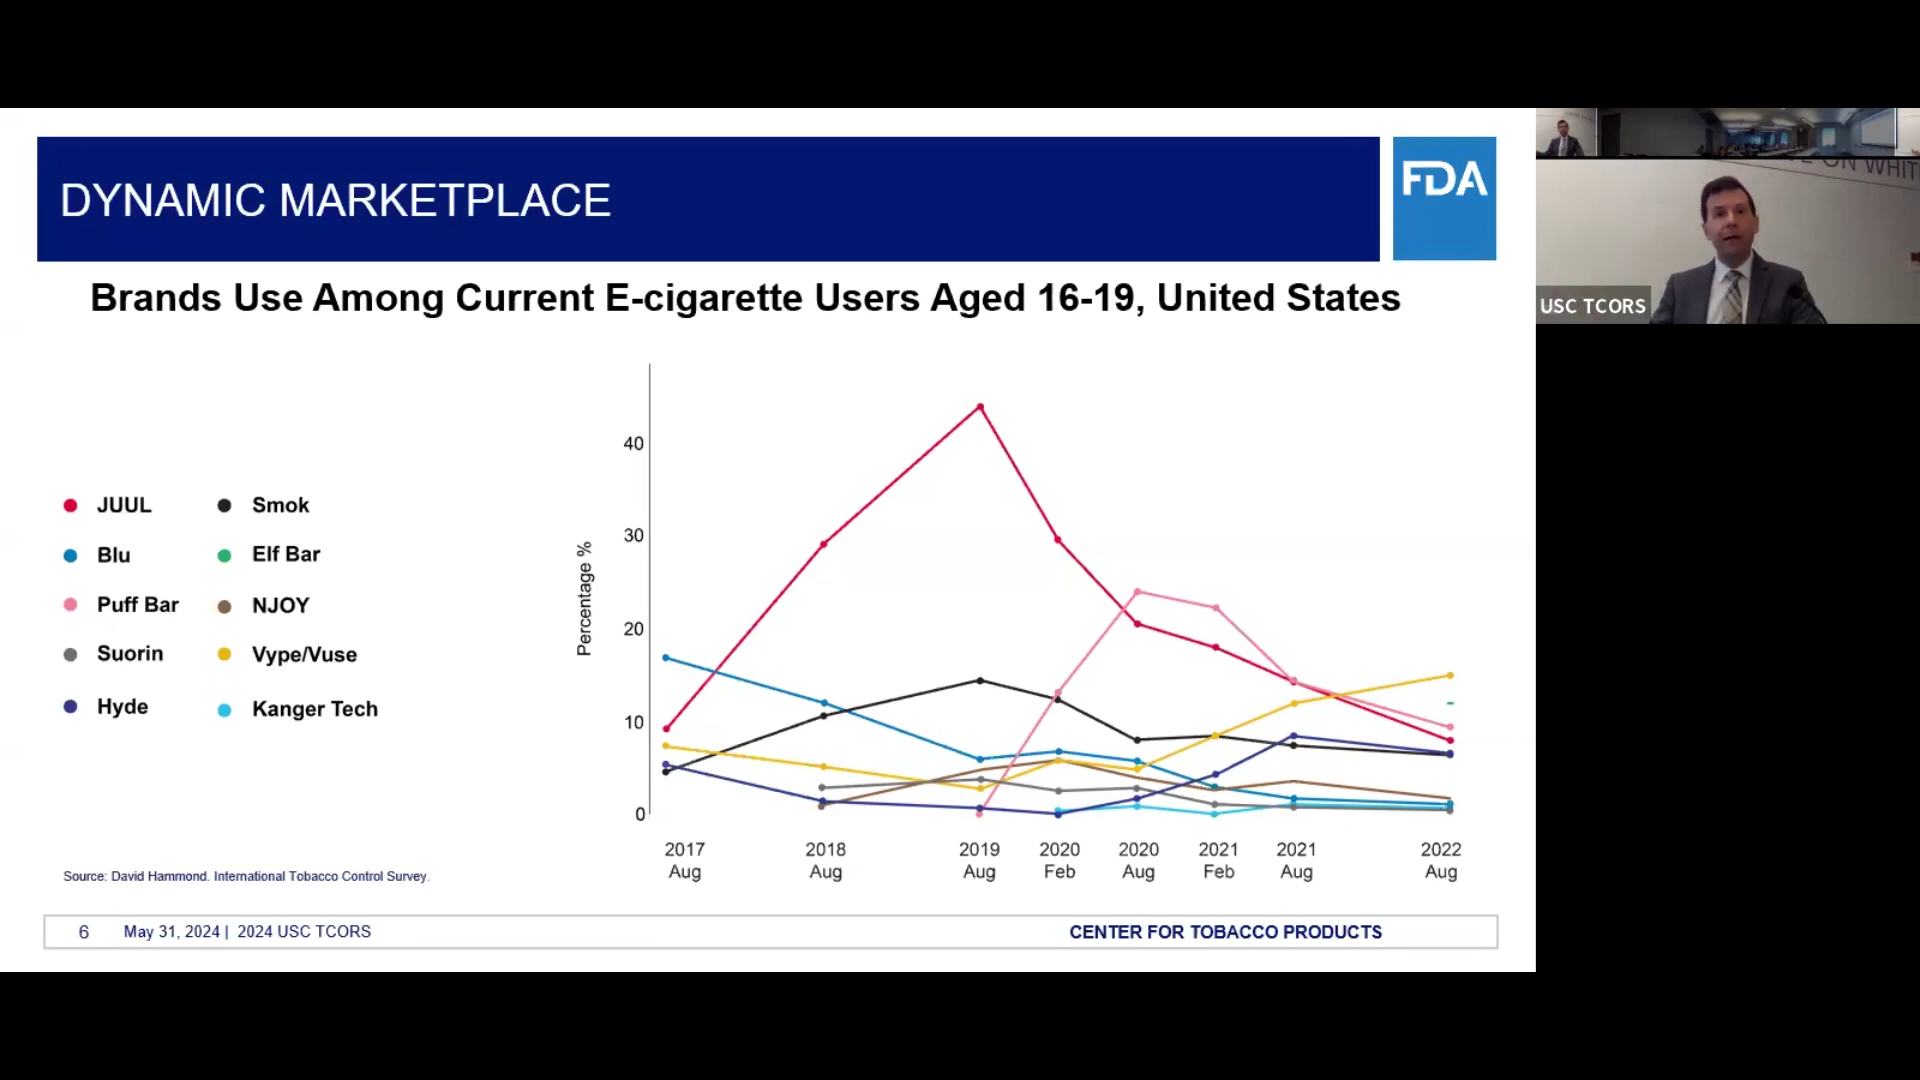 DYNAMIC MARKETPLACE
FDA
Brands Use Among Current E-cigarette Users Aged 16-19, United States
JUUL
Smok
Blu
Elf Bar
Puff Bar
NJOY
Suorin
Vype/Vuse
Hyde
Kanger Tech
Percentage %
40
30
20
10
0
2017 Aug
2018 Aug
2019 Aug
2020 Feb
2020 Aug
2021 Feb
2021 Aug
2022 Aug
Source: David Hammond. International Tobacco Control Survey.
6 May 31, 2024 | 2024 USC TCORS
CENTER FOR TOBACCO PRODUCTS
ON WHIT
USC TCORS